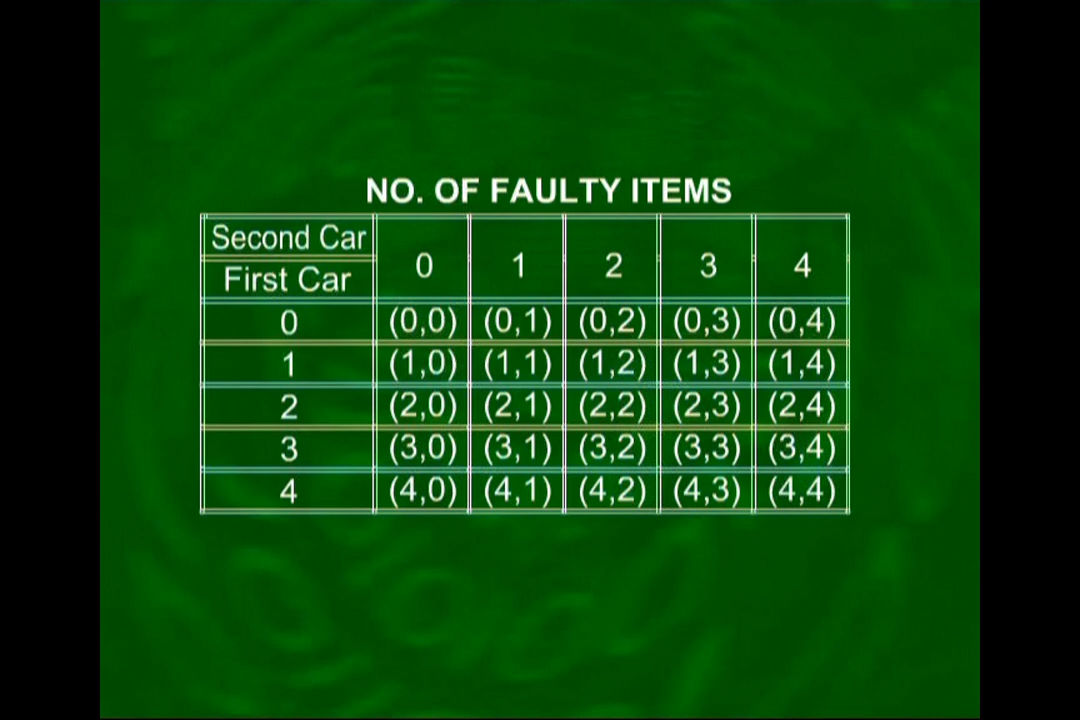 NO. OF FAULTY ITEMS
Second Car
First Car
0 1 2 3 4
0 (0,0) (0,1) (0,2) (0,3) (0,4)
1 (1,0) (1,1) (1,2) (1,3) (1,4)
2 (2,0) (2,1) (2,2) (2,3) (2,4)
3 (3,0) (3,1) (3,2) (3,3) (3,4)
4 (4,0) (4,1) (4,2) (4,3) (4,4)